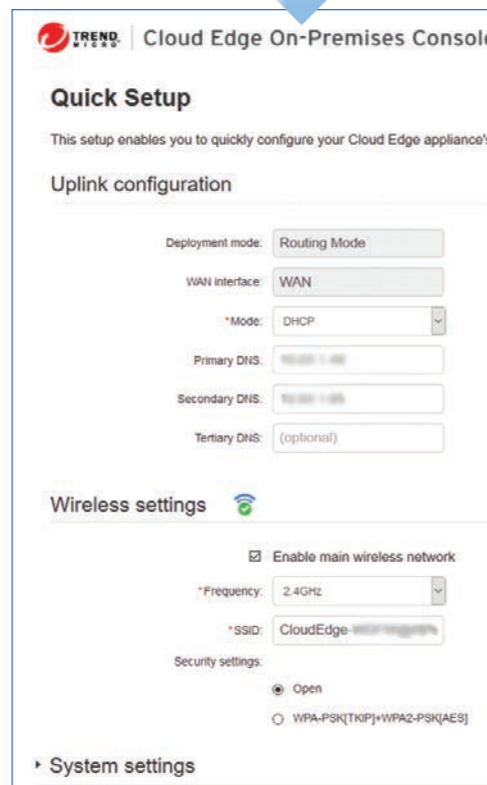 TREND MICRO Cloud Edge On-Premises Console
Quick Setup
This setup enables you to quickly configure your Cloud Edge appliance's
Uplink configuration
Deployment mode: Routing Mode
WAN interface: WAN
*Mode: DHCP
Primary DNS:
Secondary DNS:
Tertiary DNS: (optional)
Wireless settings
Enable main wireless network
*Frequency: 2.4GHz
*SSID: CloudEdge-
Security settings:
Open
WPA-PSK[TKIP]+WPA2-PSK[AES]
System settings